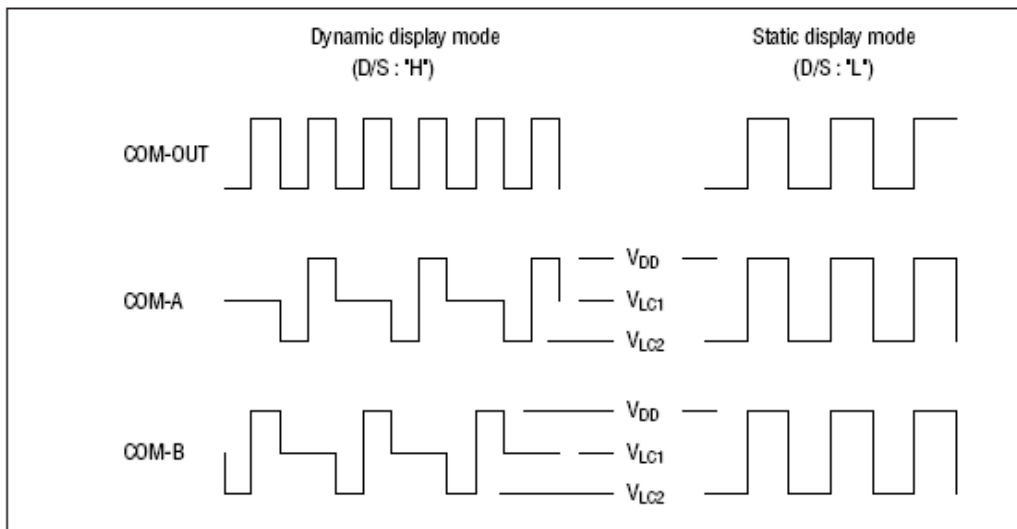 Dynamic display mode
(D/S : "H")
Static display mode
(D/S : "L")
COM-OUT
COM-A
VDD
VLC1
VLC2
COM-B
VDD
VLC1
VLC2